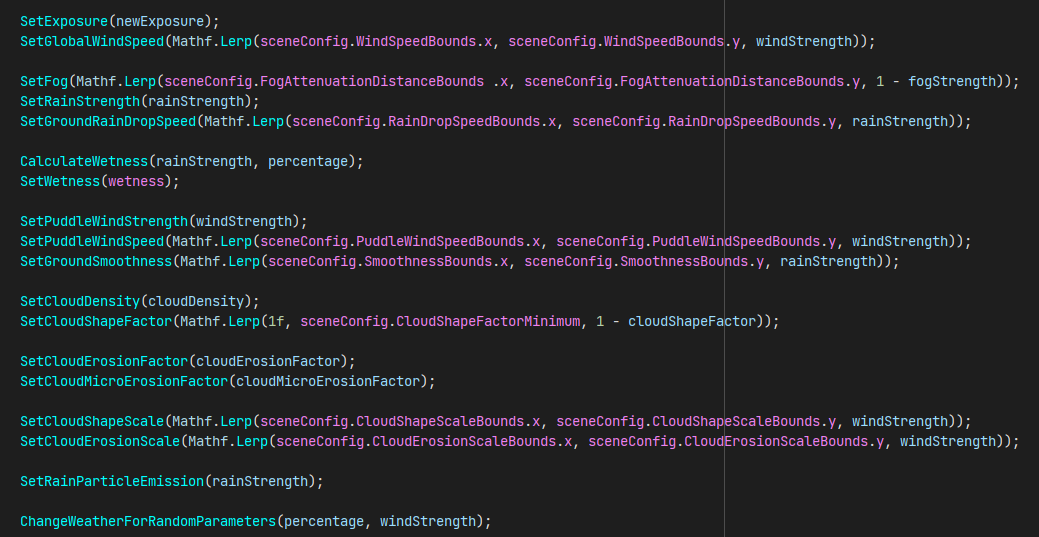 SetExposure(newExposure);
SetGlobalWindSpeed(Mathf.Lerp(sceneConfig.WindSpeedBounds.x, sceneConfig.WindSpeedBounds.y, windStrength));
SetFog(Mathf.Lerp(sceneConfig.FogAttenuationDistanceBounds .x, sceneConfig.FogAttenuationDistanceBounds.y, 1 - fogStrength));
SetRainStrength(rainStrength);
SetGroundRainDropSpeed(Mathf.Lerp(sceneConfig.RainDropSpeedBounds.x, sceneConfig.RainDropSpeedBounds.y, rainStrength));
CalculateWetness(rainStrength, percentage);
SetWetness(wetness);
SetPuddleWindStrength(windStrength);
SetPuddleWindSpeed(Mathf.Lerp(sceneConfig.PuddleWindSpeedBounds.x, sceneConfig.PuddleWindSpeedBounds.y, windStrength));
SetGroundSmoothness(Mathf.Lerp(sceneConfig.SmoothnessBounds.x, sceneConfig.SmoothnessBounds.y, rainStrength));
SetCloudDensity(cloudDensity);
SetCloudShapeFactor(Mathf.Lerp(1f, sceneConfig.CloudShapeFactorMinimum, 1 - cloudShapeFactor));
SetCloudErosionFactor(cloudErosionFactor);
SetCloudMicroErosionFactor(cloudMicroErosionFactor);
SetCloudShapeScale(Mathf.Lerp(sceneConfig.CloudShapeScaleBounds.x, sceneConfig.CloudShapeScaleBounds.y, windStrength));
SetCloudErosionScale(Mathf.Lerp(sceneConfig.CloudErosionScaleBounds.x, sceneConfig.CloudErosionScaleBounds.y, windStrength));
SetRainParticleEmission(rainStrength);
ChangeWeatherForRandomParameters(percentage, windStrength);